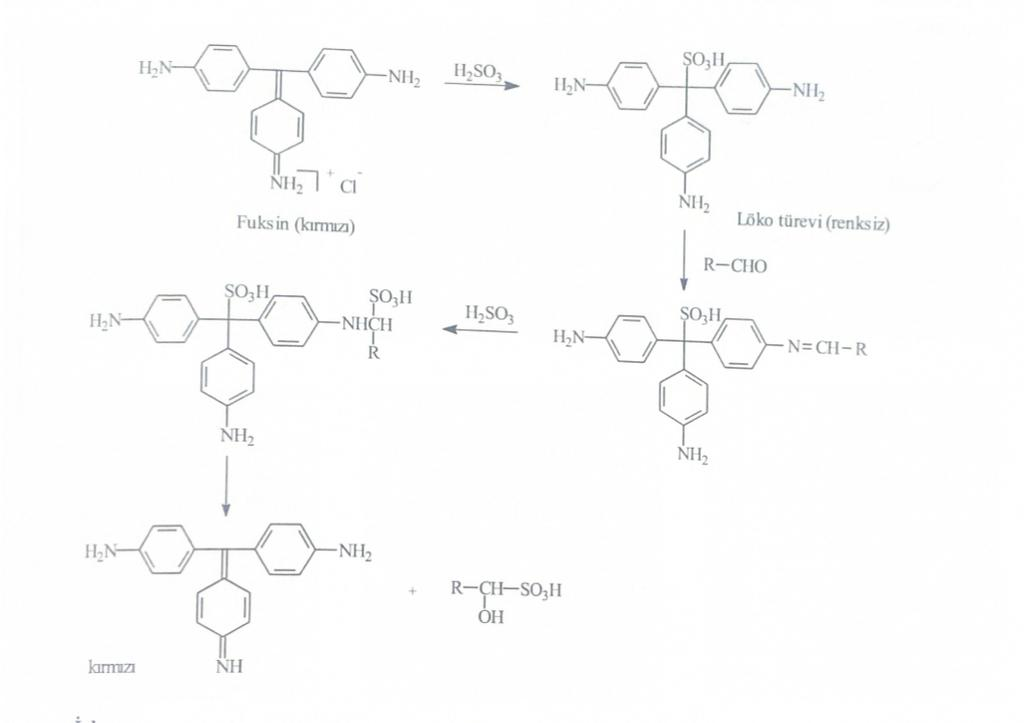 H₂N NH₂ H₂SO₃ SO₃H
H₂N NH₂
NH₂ + Cl⁻
NH₂
Fuksin (kırmızı)
Löko türevi (renksiz)
R-CHO
SO₃H SO₃H
H₂N NHCH
R
H₂SO₃
SO₃H
H₂N N=CH-R
NH₂
NH₂
H₂N NH₂
+ R-CH-SO₃H
OH
kırmızı NH